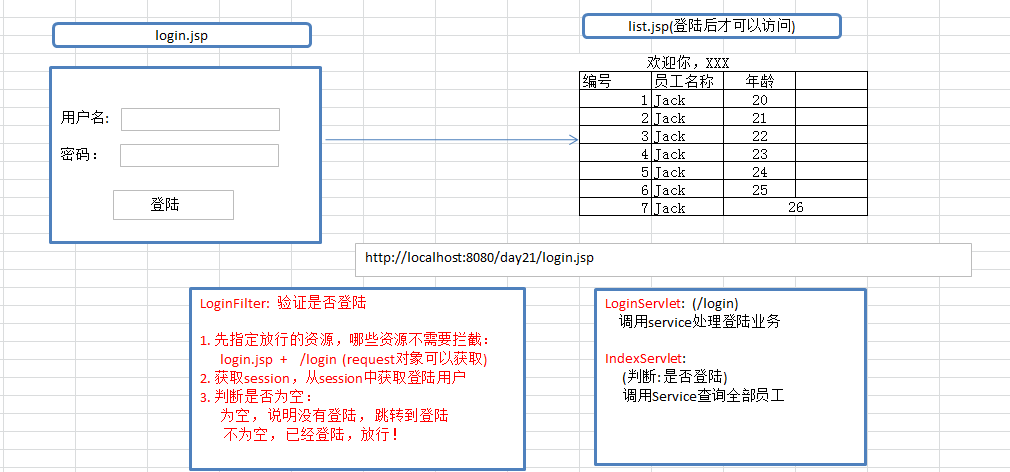 login.jsp
list.jsp(登陆后才可以访问)
用户名:
密码：
登陆
欢迎你，XXX
编号 员工名称 年龄
1 Jack 20
2 Jack 21
3 Jack 22
4 Jack 23
5 Jack 24
6 Jack 25
7 Jack 26
http://localhost:8080/day21/login.jsp
LoginFilter: 验证是否登陆
1. 先指定放行的资源，哪些资源不需要拦截：
login.jsp + /login (request对象可以获取)
2. 获取session，从session中获取登陆用户
3. 判断是否为空：
为空，说明没有登陆，跳转到登陆
不为空，已经登陆，放行！
LoginServlet: (/login)
调用service处理登陆业务
IndexServlet:
(判断: 是否登陆)
调用Service查询全部员工